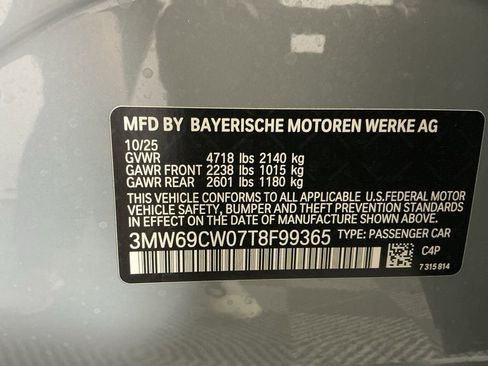 MFD BY BAYERISCHE MOTOREN WERKE AG
10/25
GVWR 4718 lbs 2140 kg
GAWR FRONT 2238 lbs 1015 kg
GAWR REAR 2601 lbs 1180 kg
THIS VEHICLE CONFORMS TO ALL APPLICABLE U.S.FEDERAL MOTOR
VEHICLE SAFETY, BUMPER AND THEFT PREVENTION STANDARDS
IN EFFECT ON THE DATE OF MANUFACTURE SHOWN ABOVE.
3MW69CW07T8F99365 TYPE: PASSENGER CAR
C4P
7 315 814